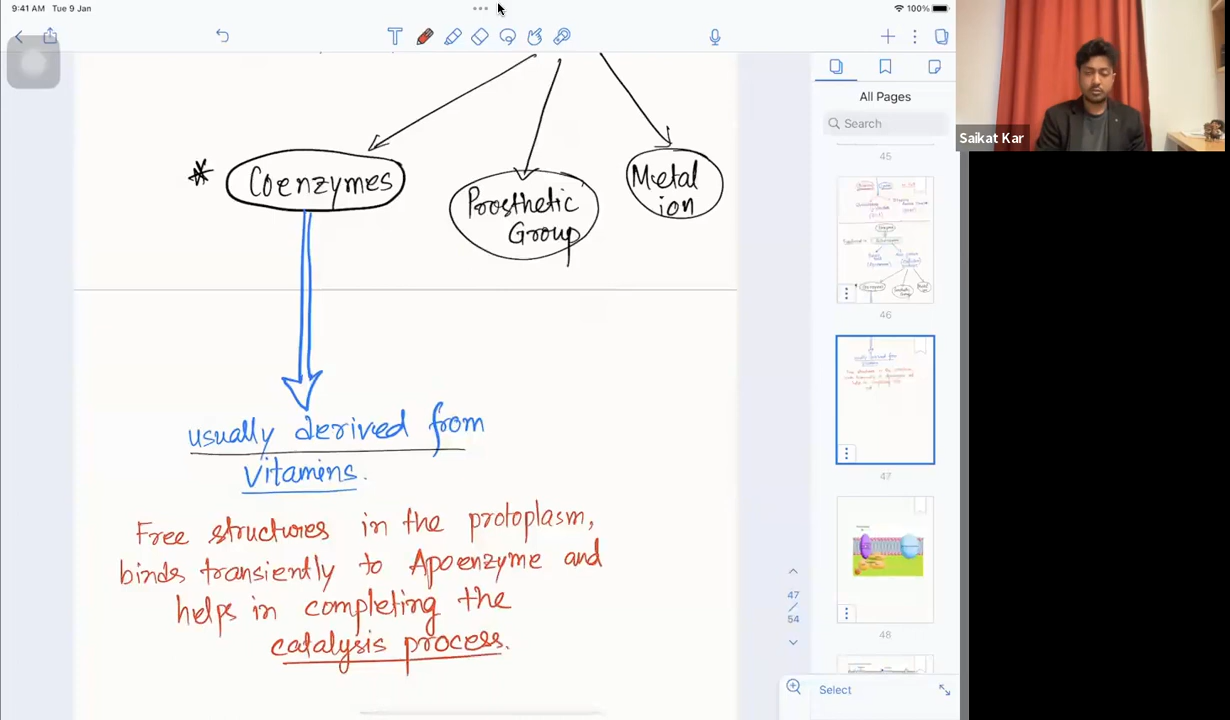 9:41 AM Tue 9 Jan
100%
T
All Pages
Search
Saikat Kar
45
46
47
48
* Coenzymes
Prosthetic
Group
Metal
ion
usually derived from
vitamins.
Free structures in the protoplasm,
binds transiently to Apoenzyme and
helps in completing the
catalysis process.
47
/
54
Select